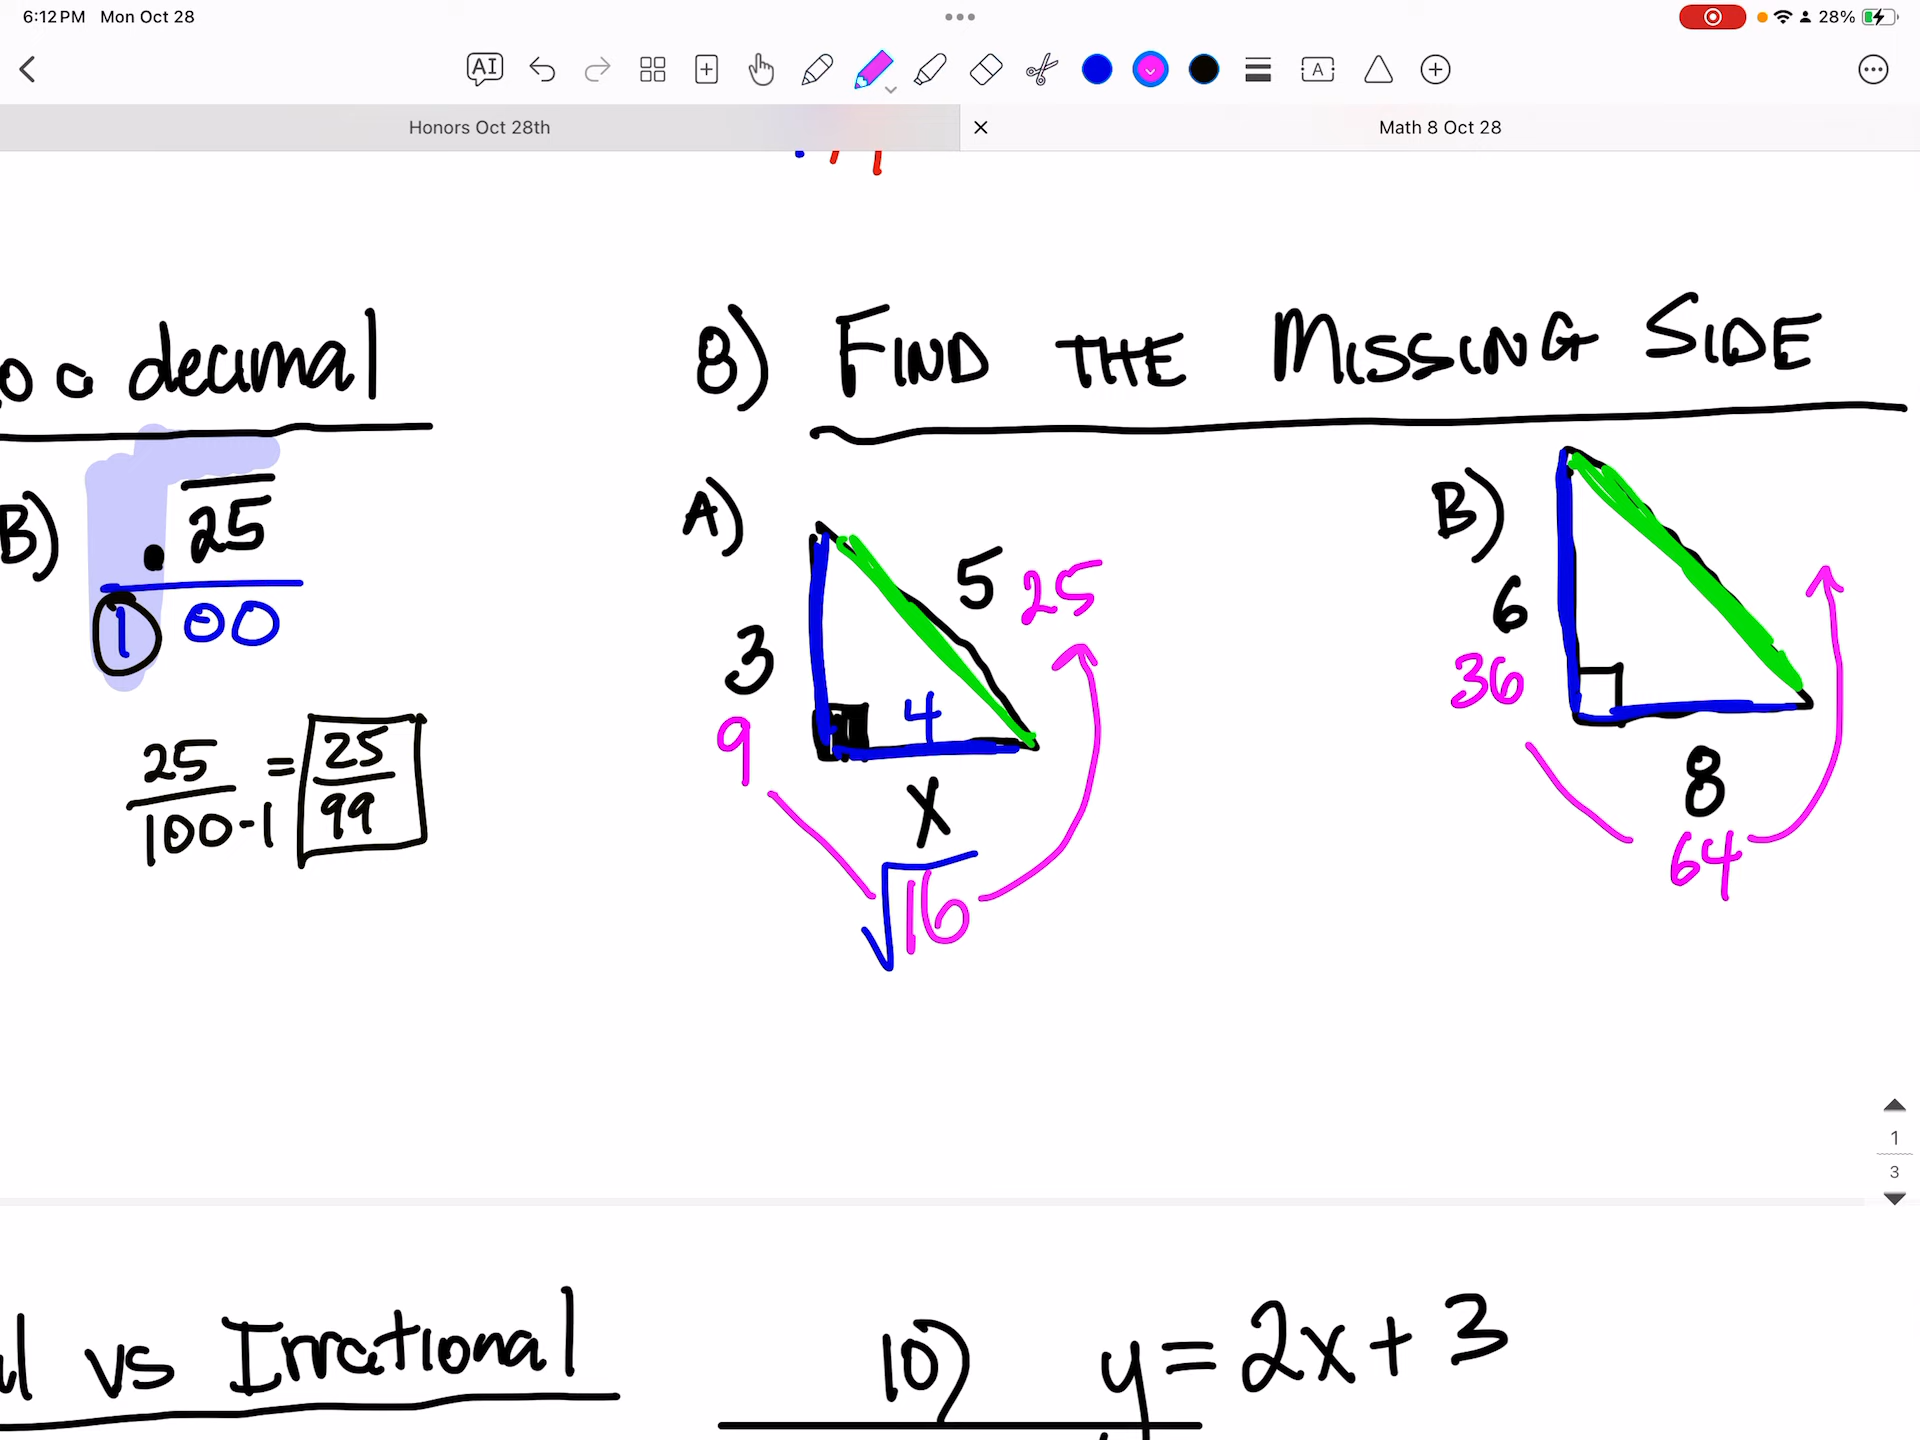 6:12 PM Mon Oct 28
28%
AI
A
Honors Oct 28th
Math 8 Oct 28
o a decimal
B) .25
100
25/100-1 = 25/99
8) FIND THE MISSING SIDE
A)
5 25
3
9
4
x
√16
B)
6
36
8
64
1
3
l vs Irrational
10) y = 2x + 3